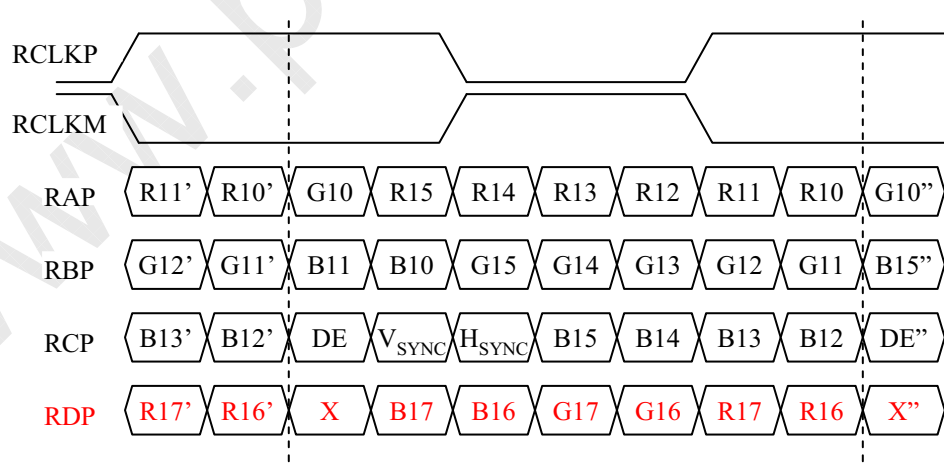 RCLKP
RCLKM
RAP R11’ R10’ G10 R15 R14 R13 R12 R11 R10 G10”
RBP G12’ G11’ B11 B10 G15 G14 G13 G12 G11 B15”
RCP B13’ B12’ DE VSYNC HSYNC B15 B14 B13 B12 DE”
RDP R17’ R16’ X B17 B16 G17 G16 R17 R16 X”